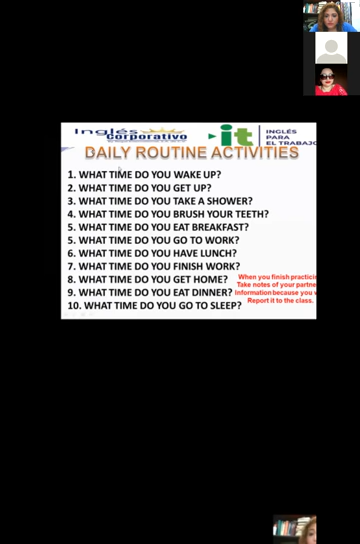 Inglés
Corporativo
it
INGLÉS
PARA
EL TRABAJO
DAILY ROUTINE ACTIVITIES
1. WHAT TIME DO YOU WAKE UP?
2. WHAT TIME DO YOU GET UP?
3. WHAT TIME DO YOU TAKE A SHOWER?
4. WHAT TIME DO YOU BRUSH YOUR TEETH?
5. WHAT TIME DO YOU EAT BREAKFAST?
5. WHAT TIME DO YOU GO TO WORK?
6. WHAT TIME DO YOU HAVE LUNCH?
7. WHAT TIME DO YOU FINISH WORK?
8. WHAT TIME DO YOU GET HOME?
9. WHAT TIME DO YOU EAT DINNER?
10. WHAT TIME DO YOU GO TO SLEEP?
When you finish practicin
Take notes of your partne
Information because you w
Report it to the class.